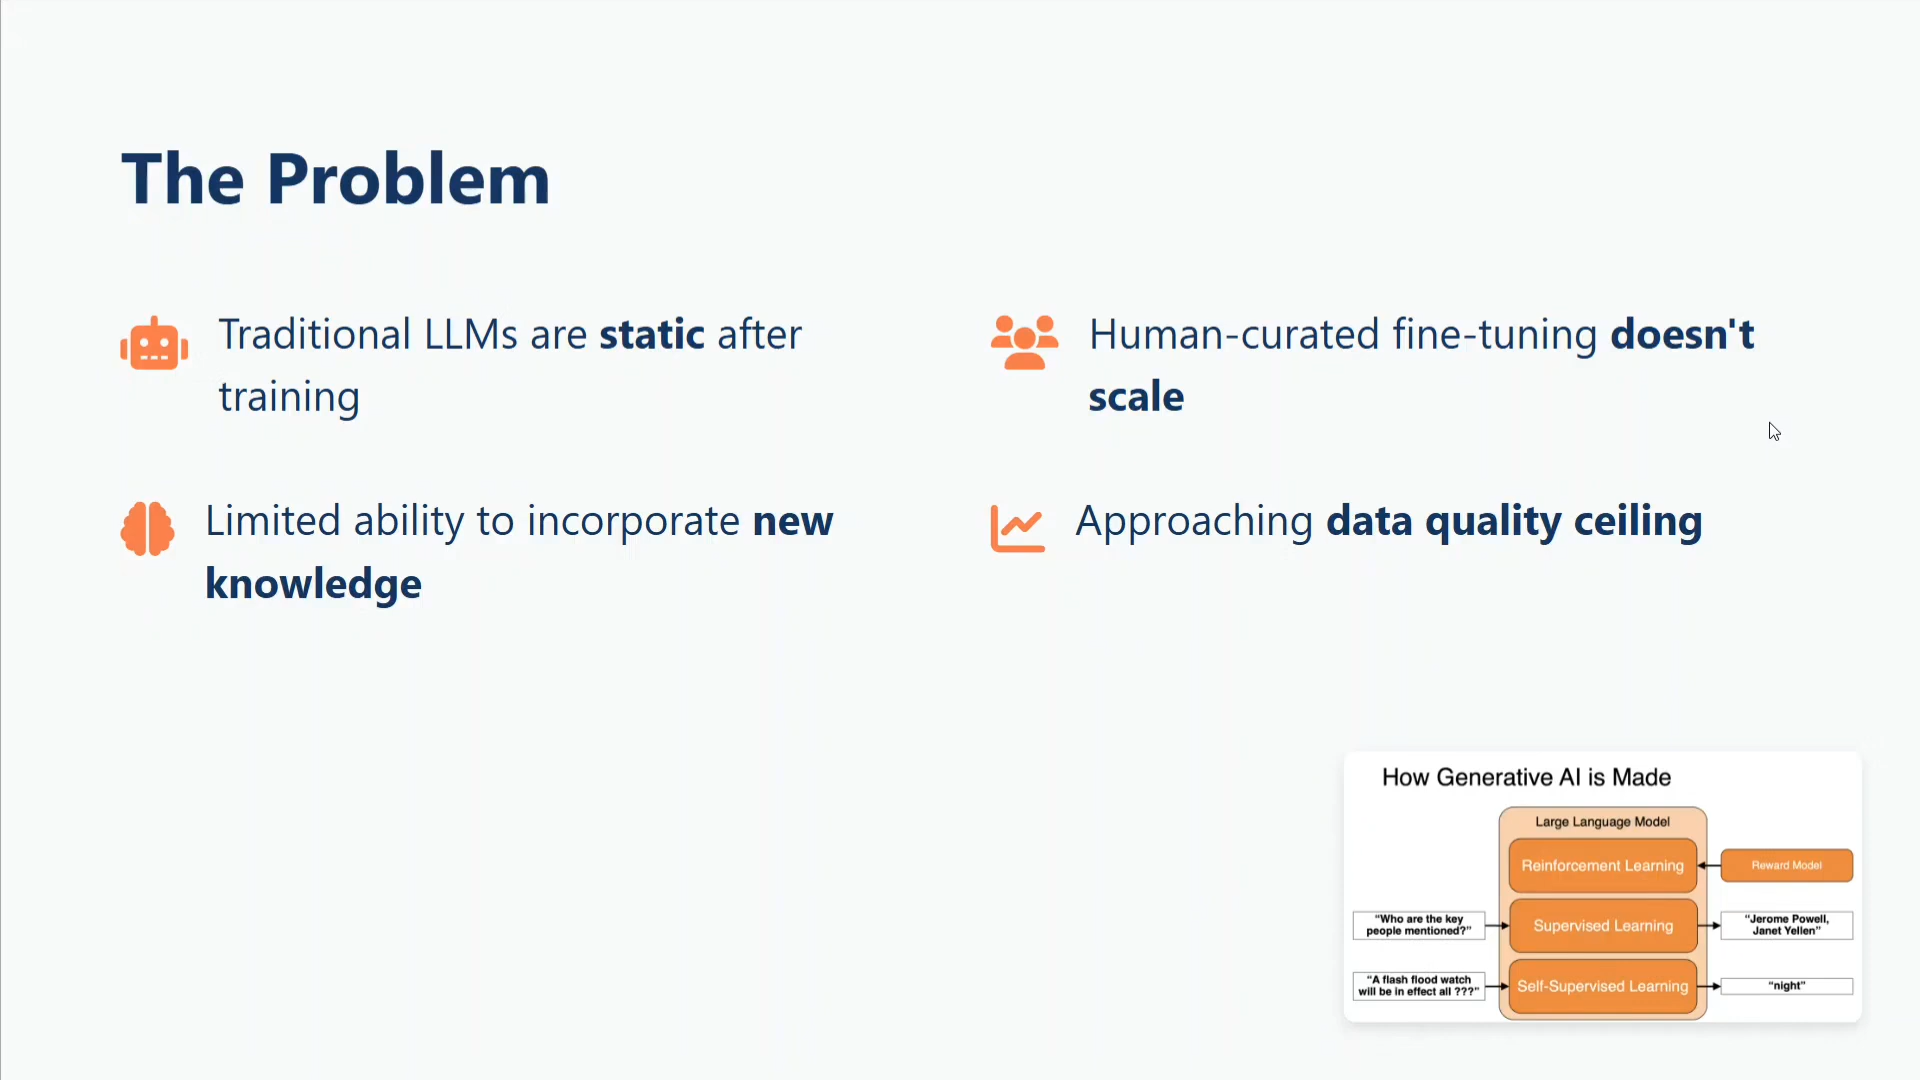 The Problem
Traditional LLMs are static after
training
Human-curated fine-tuning doesn't
scale
Limited ability to incorporate new
knowledge
Approaching data quality ceiling
How Generative AI is Made
Large Language Model
Reinforcement Learning
Reward Model
“Who are the key
people mentioned?”
Supervised Learning
“Jerome Powell,
Janet Yellen”
“A flash flood watch
will be in effect all ???”
Self-Supervised Learning
“night”